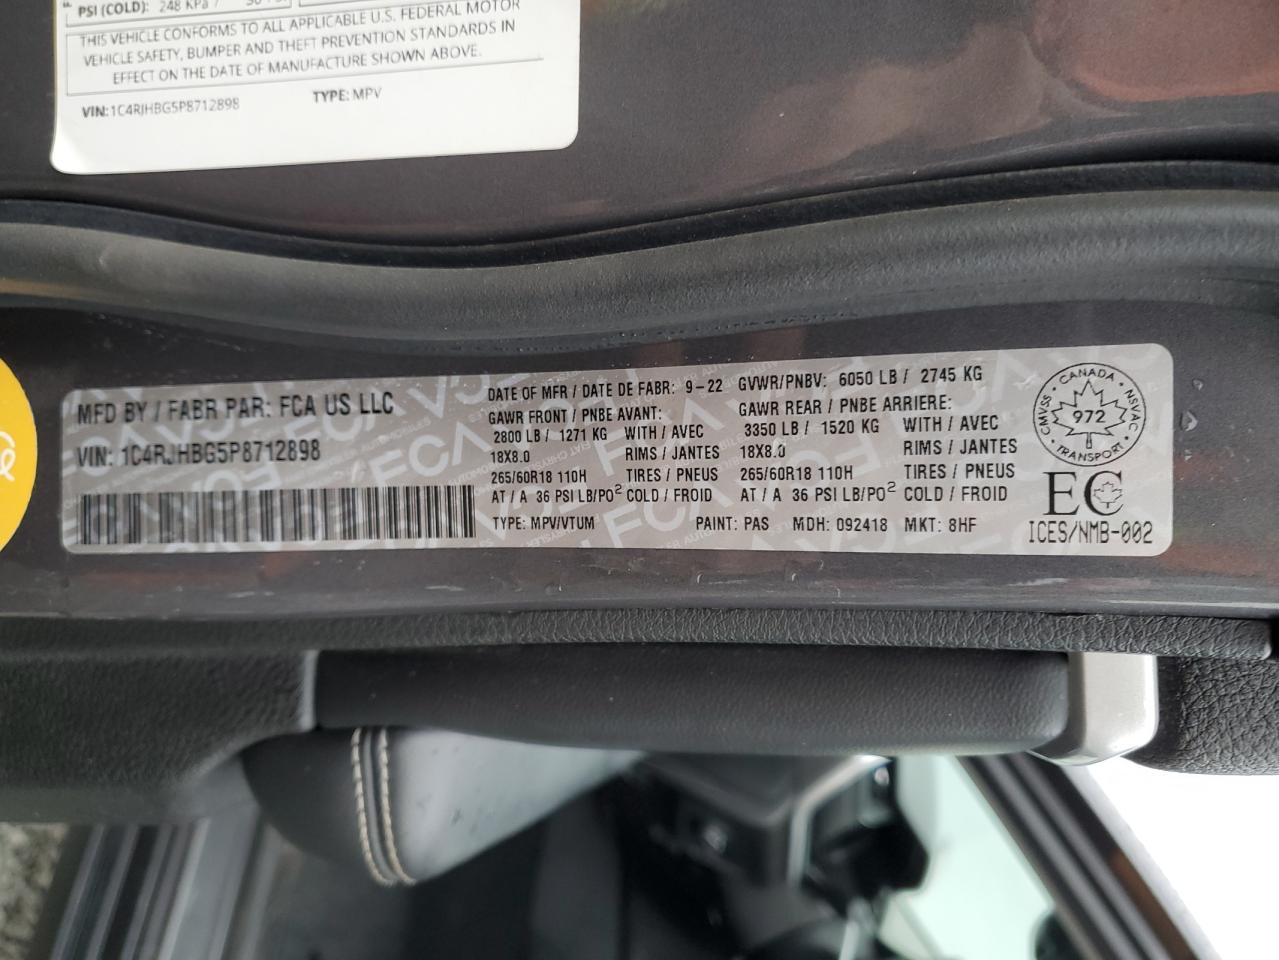 PSI (COLD): 248 KPa /
THIS VEHICLE CONFORMS TO ALL APPLICABLE U.S. FEDERAL MOTOR
VEHICLE SAFETY, BUMPER AND THEFT PREVENTION STANDARDS IN
EFFECT ON THE DATE OF MANUFACTURE SHOWN ABOVE.
VIN:1C4RJHBG5P8712898 TYPE: MPV
MFD BY / FABR PAR: FCA US LLC
VIN: 1C4RJHBG5P8712898
DATE OF MFR / DATE DE FABR: 9-22 GVWR/PNBV: 6050 LB / 2745 KG
GAWR FRONT / PNBE AVANT: GAWR REAR / PNBE ARRIERE:
2800 LB / 1271 KG WITH / AVEC 3350 LB / 1520 KG WITH / AVEC
18X8.0 RIMS / JANTES 18X8.0 RIMS / JANTES
265/60R18 110H TIRES / PNEUS 265/60R18 110H TIRES / PNEUS
AT / A 36 PSI LB/PO² COLD / FROID AT / A 36 PSI LB/PO² COLD / FROID
TYPE: MPV/VTUM PAINT: PAS MDH: 092418 MKT: 8HF
CANADA
CMVSS 972 NSVAC
TRANSPORT
EC
ICES/NMB-002